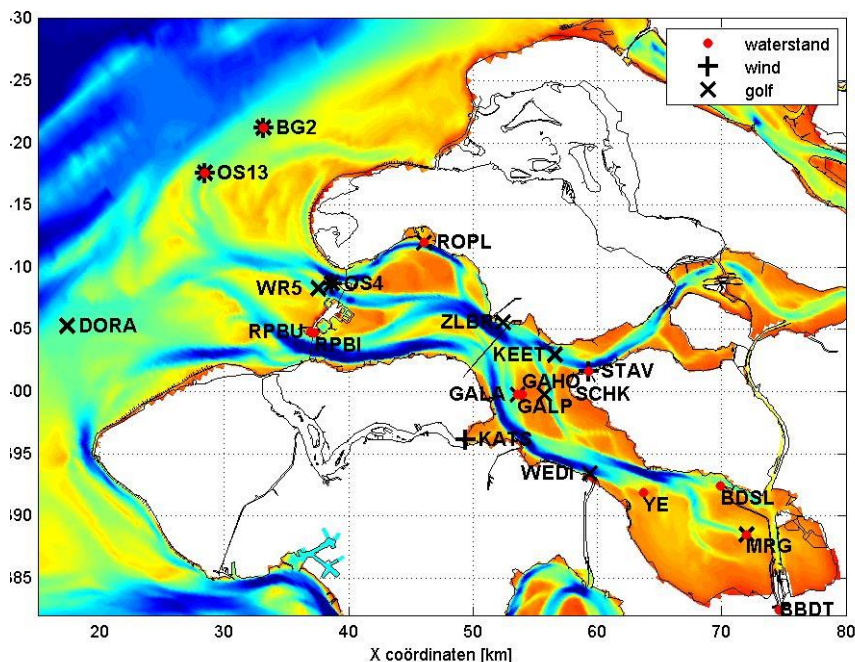 waterstand
wind
golf
·30
·25
·20
·15
·10
·05
·00
·95
·90
·85
BG2
OS13
ROPL
WR5
OS4
DORA
ZLBR
RPBU
RPBI
KEET
STAV
GAHO
GALA
SCHK
GALP
KATS
WEDI
BDSL
YE
MRG
BBDT
20 30 40 50 60 70 80
X coördinaten [km]